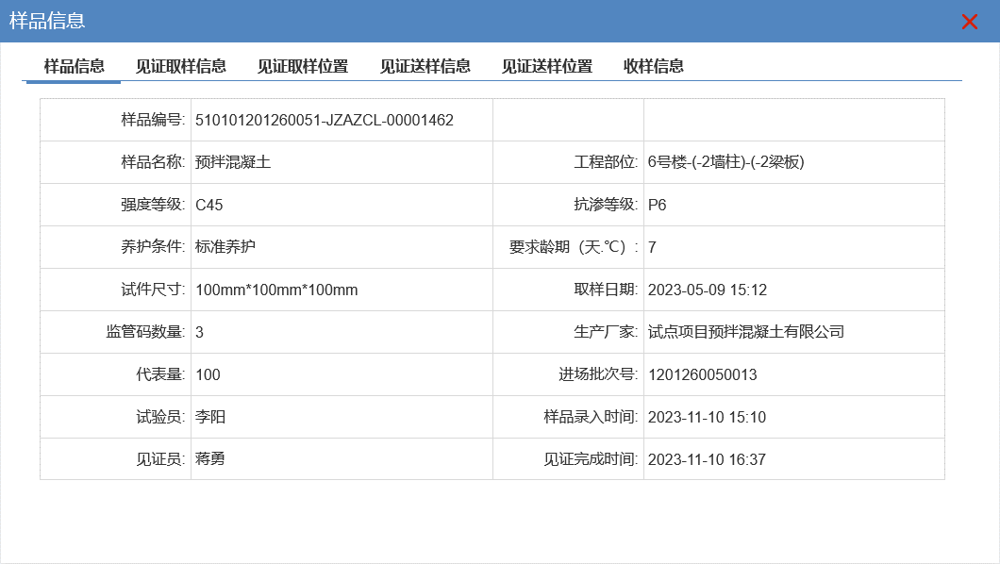 样品信息
样品信息 见证取样信息 见证取样位置 见证送样信息 见证送样位置 收样信息
样品编号: 510101201260051-JZAZCL-00001462
样品名称: 预拌混凝土 工程部位: 6号楼-(-2墙柱)-(-2梁板)
强度等级: C45 抗渗等级: P6
养护条件: 标准养护 要求龄期（天.℃）: 7
试件尺寸: 100mm*100mm*100mm 取样日期: 2023-05-09 15:12
监管码数量: 3 生产厂家: 试点项目预拌混凝土有限公司
代表量: 100 进场批次号: 1201260050013
试验员: 李阳 样品录入时间: 2023-11-10 15:10
见证员: 蒋勇 见证完成时间: 2023-11-10 16:37